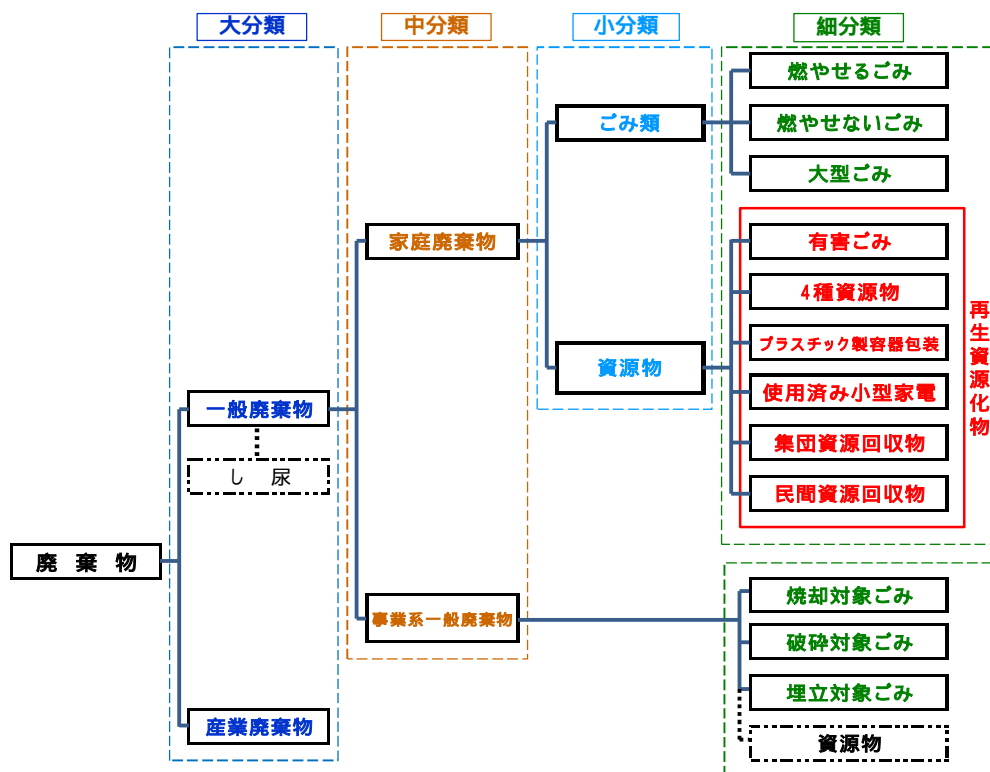 大分類
中分類
小分類
細分類
燃やせるごみ
ごみ類
燃やせないごみ
大型ごみ
家庭廃棄物
有害ごみ
4種資源物
プラスチック製容器包装
資源物
使用済み小型家電
集団資源回収物
民間資源回収物
再生資源化物
一般廃棄物
し 尿
廃 棄 物
事業系一般廃棄物
焼却対象ごみ
破砕対象ごみ
埋立対象ごみ
資源物
産業廃棄物